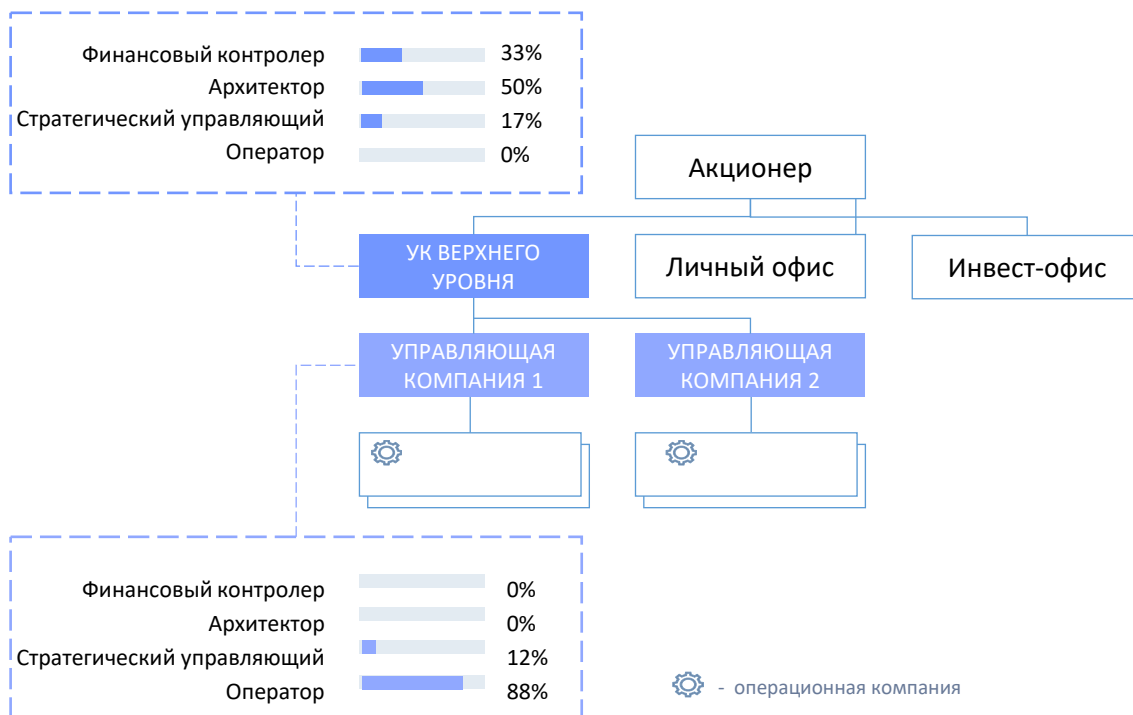 Финансовый контролер 33%
Архитектор 50%
Стратегический управляющий 17%
Оператор 0%
Акционер
УК ВЕРХНЕГО
УРОВНЯ
Личный офис
Инвест-офис
УПРАВЛЯЮЩАЯ
КОМПАНИЯ 1
УПРАВЛЯЮЩАЯ
КОМПАНИЯ 2
Финансовый контролер 0%
Архитектор 0%
Стратегический управляющий 12%
Оператор 88%
- операционная компания